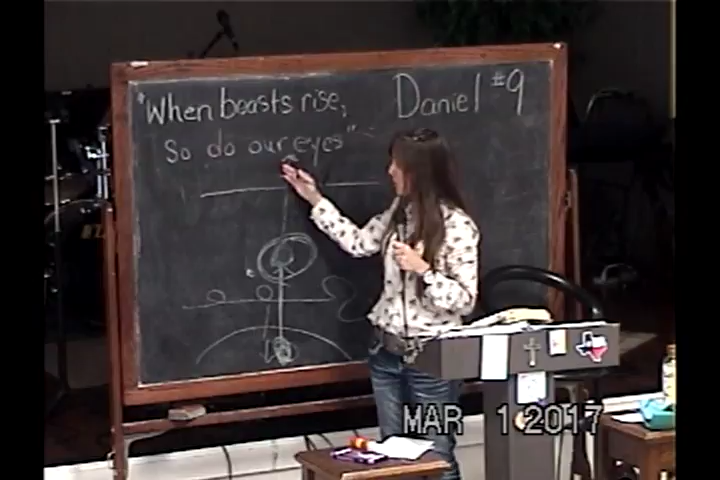 "When beasts rise,
So do our eyes"
Daniel #9
MAR 1 2017